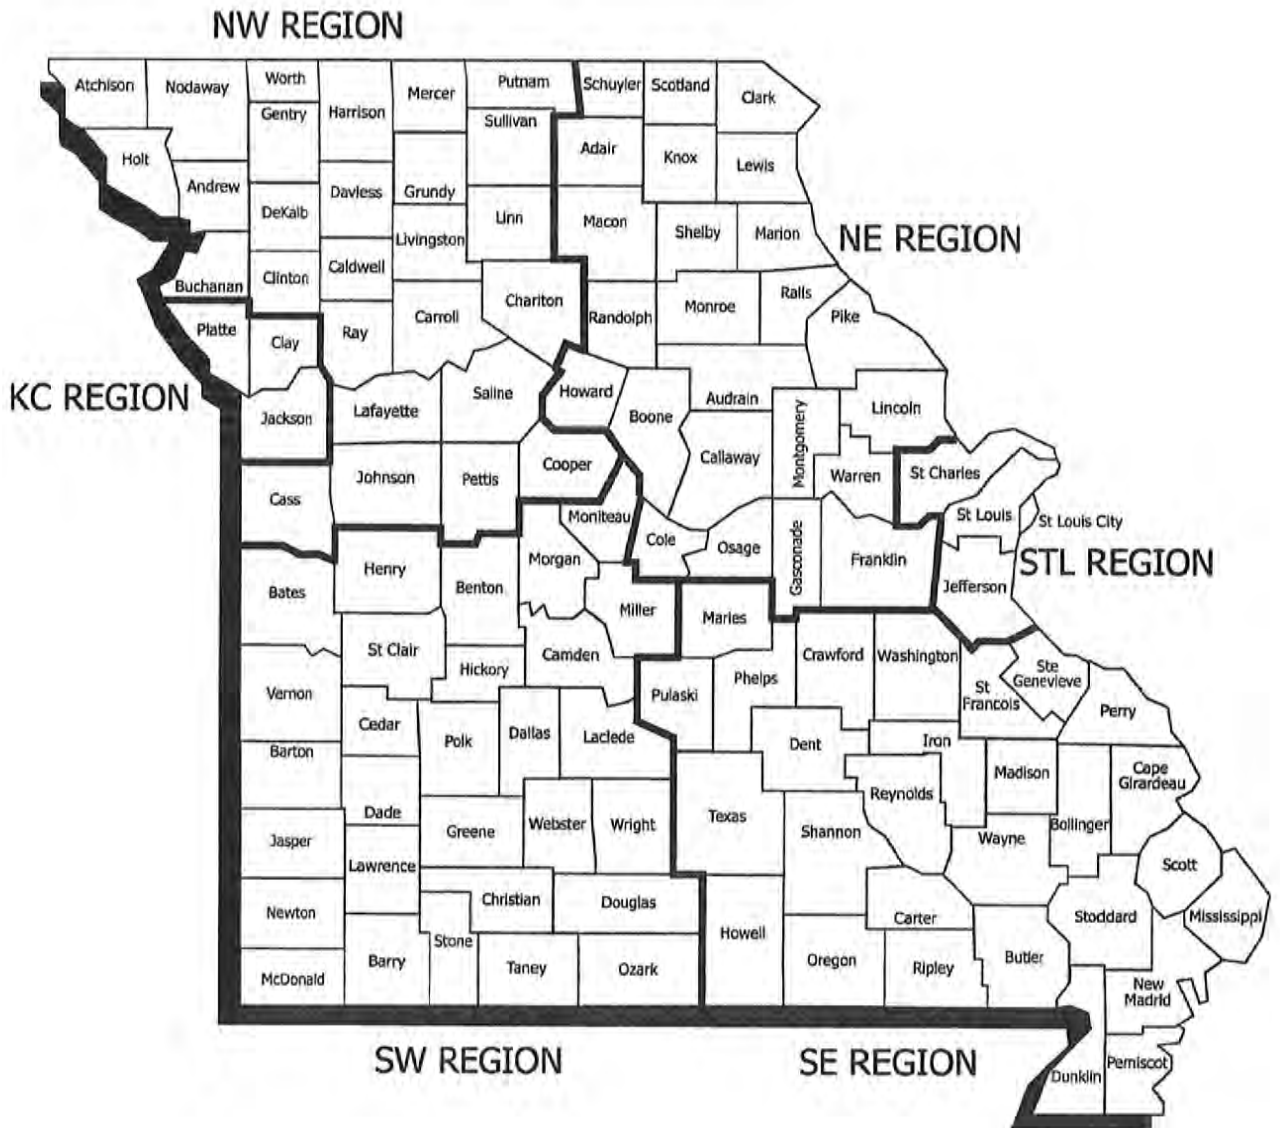 NW REGION
Atchison
Nodaway
Worth
Harrison
Mercer
Putnam
Schuyler
Scotland
Clark
Gentry
Sullivan
Adair
Knox
Lewis
Holt
Andrew
DeKalb
Daviess
Grundy
Linn
Macon
Shelby
Marion
NE REGION
Livingston
Buchanan
Clinton
Caldwell
Chariton
Randolph
Monroe
Ralls
Pike
Platte
Clay
Ray
Carroll
KC REGION
Jackson
Lafayette
Saline
Howard
Boone
Audrain
Montgomery
Lincoln
Cass
Johnson
Pettis
Cooper
Callaway
Warren
St Charles
Moniteau
Cole
Osage
Gasconade
Franklin
St Louis
St Louis City
STL REGION
Bates
Henry
Benton
Morgan
Miller
Maries
Jefferson
St Clair
Hickory
Camden
Pulaski
Phelps
Crawford
Washington
St
Francois
Ste
Genevieve
Perry
Vernon
Cedar
Polk
Dallas
Laclede
Dent
Iron
Madison
Cape
Girardeau
Barton
Dade
Greene
Webster
Wright
Texas
Shannon
Reynolds
Wayne
Bollinger
Scott
Jasper
Lawrence
Newton
Christian
Douglas
Howell
Carter
Stoddard
Mississippi
McDonald
Barry
Stone
Taney
Ozark
Oregon
Ripley
Butler
New
Madrid
SW REGION
SE REGION
Dunklin
Pemiscot